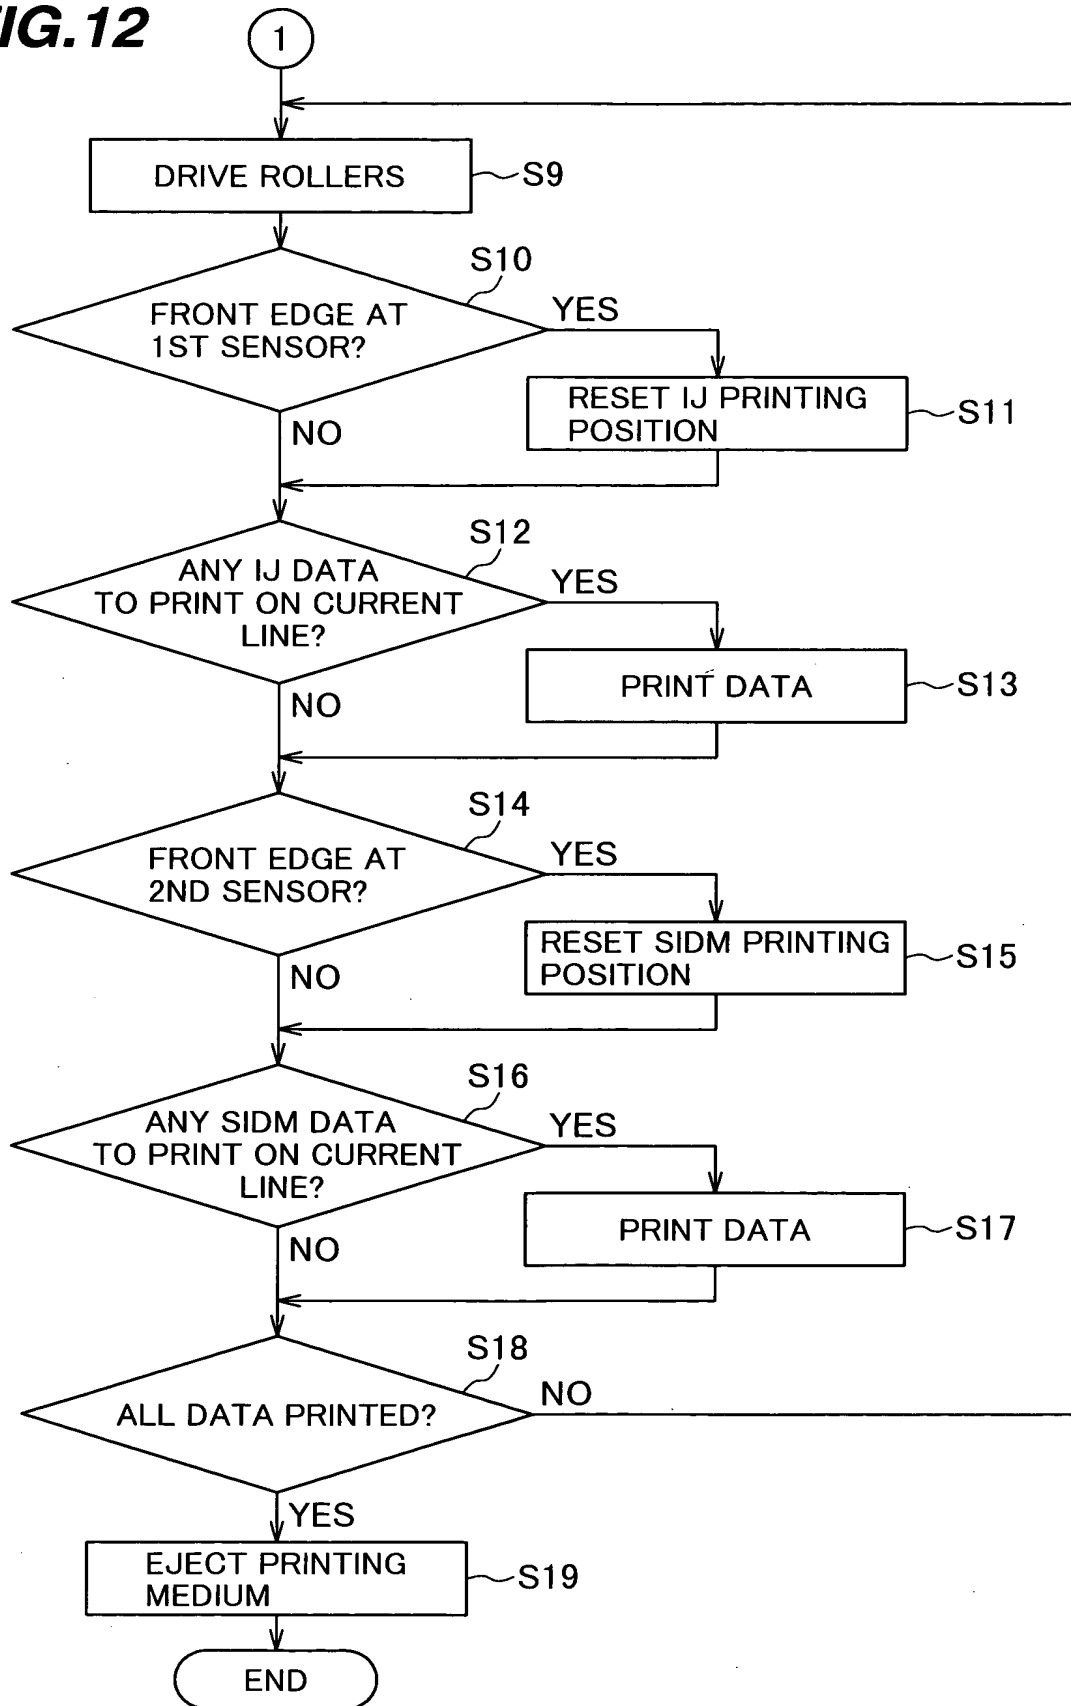 FIG.12
1
DRIVE ROLLERS
S9
S10
FRONT EDGE AT
1ST SENSOR?
YES
NO
RESET IJ PRINTING
POSITION
S11
S12
ANY IJ DATA
TO PRINT ON CURRENT
LINE?
YES
NO
PRINT DATA
S13
S14
FRONT EDGE AT
2ND SENSOR?
YES
NO
RESET SIDM PRINTING
POSITION
S15
S16
ANY SIDM DATA
TO PRINT ON CURRENT
LINE?
YES
NO
PRINT DATA
S17
S18
ALL DATA PRINTED?
NO
YES
EJECT PRINTING
MEDIUM
S19
END